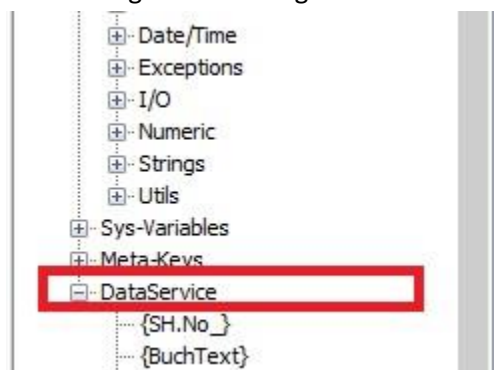 Date/Time
Exceptions
I/O
Numeric
Strings
Utils
Sys-Variables
Meta-Keys
DataService
{SH.No_}
{BuchText}